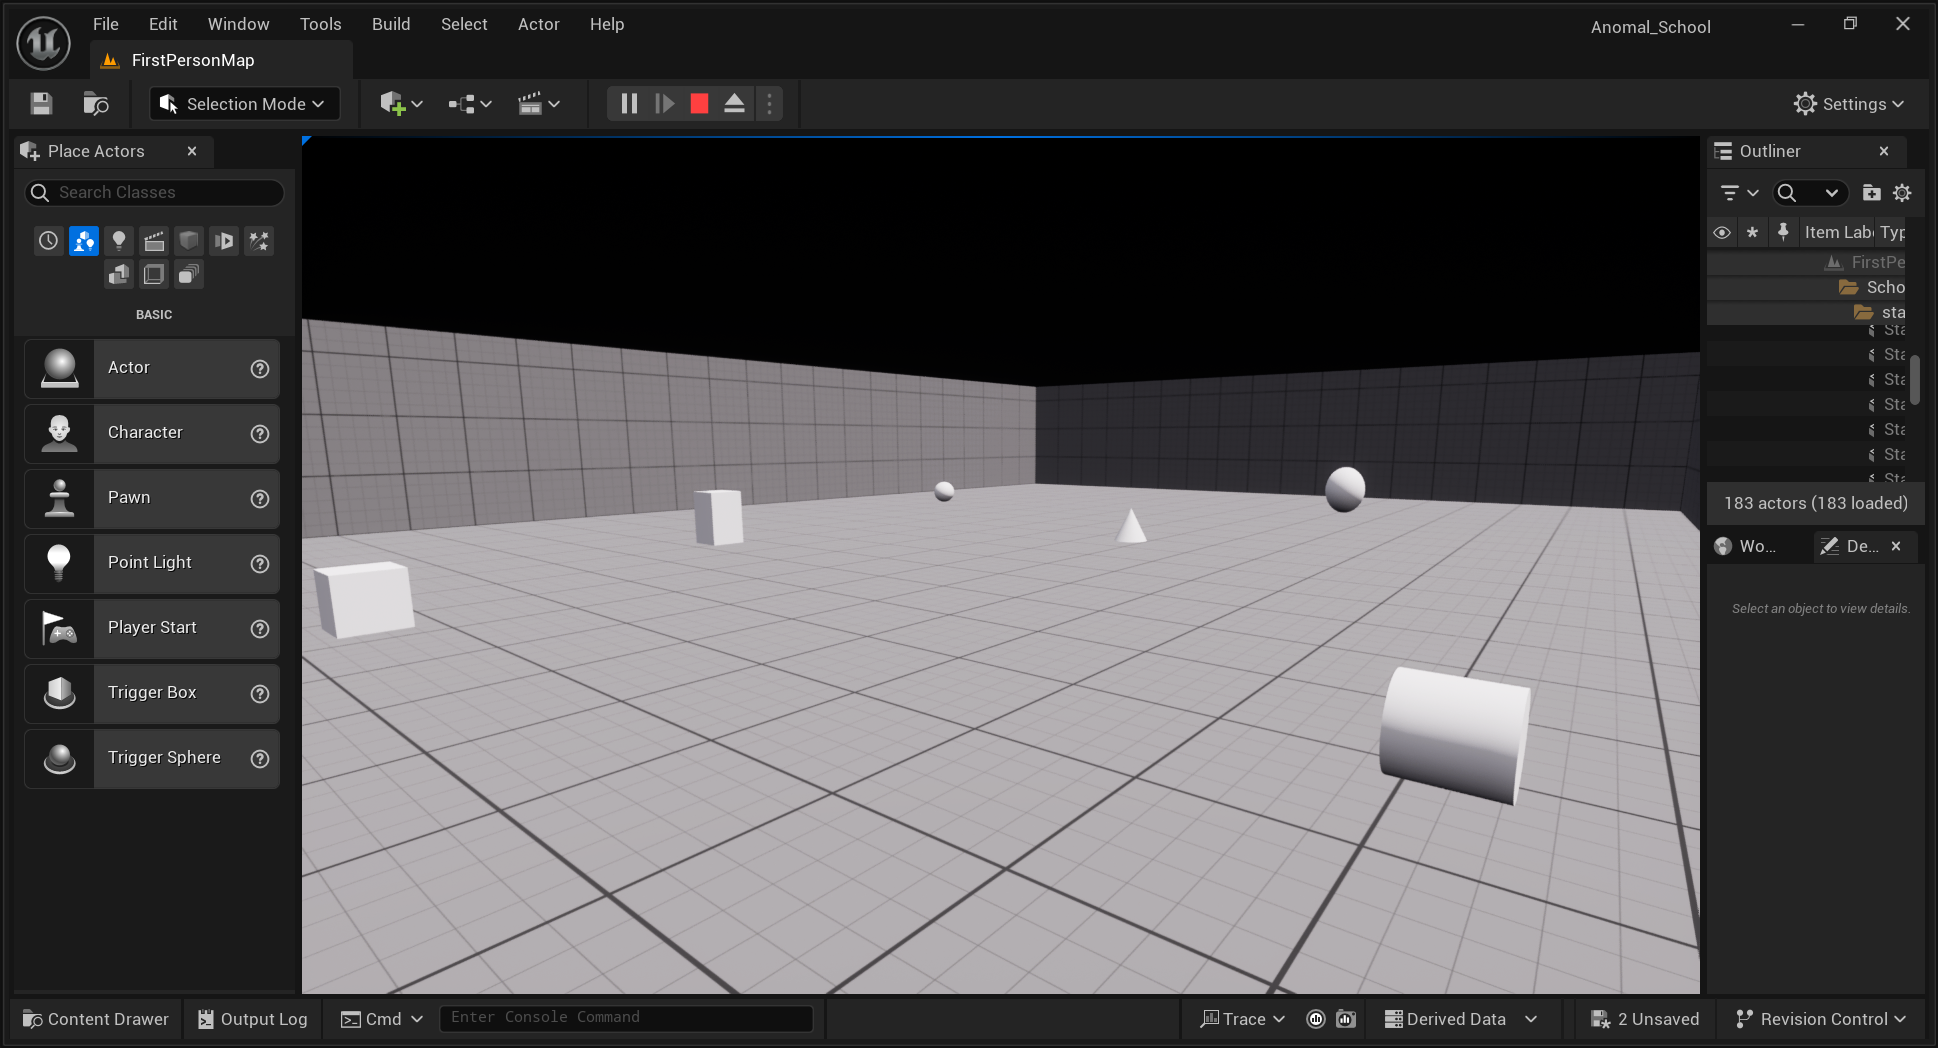 File Edit Window Tools Build Select Actor Help
Anomal_School
FirstPersonMap
Selection Mode
Settings
Place Actors
Search Classes
BASIC
Actor
Character
Pawn
Point Light
Player Start
Trigger Box
Trigger Sphere
Outliner
Item Lab Typ
FirstPe
Scho
sta
Sta
Sta
Sta
Sta
Sta
Sta
Sta
183 actors (183 loaded)
Wo... De...
Select an object to view details.
Content Drawer Output Log Cmd Enter Console Command Trace Derived Data 2 Unsaved Revision Control